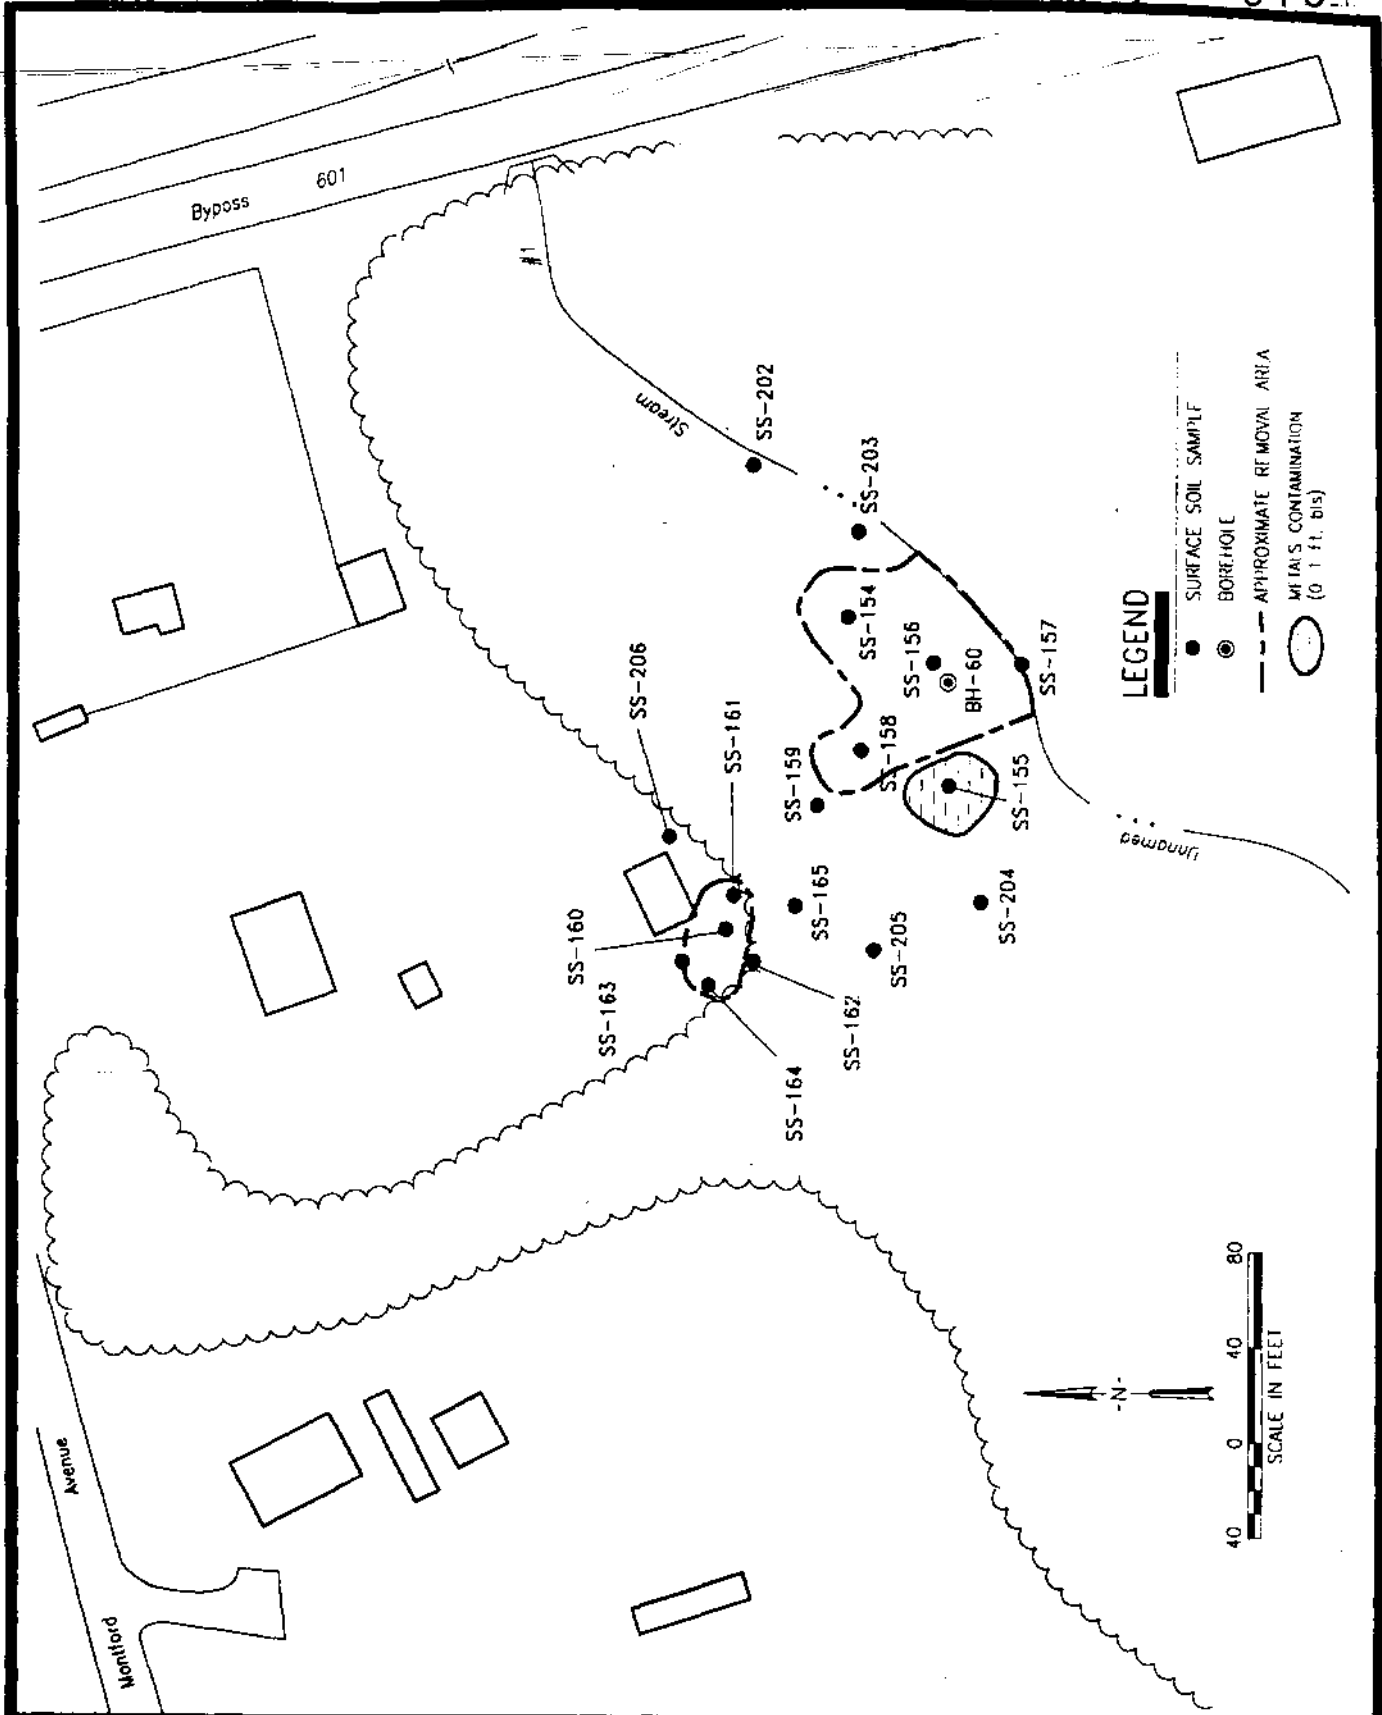 Bypass 601
#1
Stream
SS-202
SS-203
SS-154
SS-156
BH-60
SS-157
SS-158
SS-159
SS-155
Unnamed
SS-206
SS-161
SS-160
SS-163
SS-165
SS-205
SS-204
SS-162
SS-164
Montford Avenue
LEGEND
SURFACE SOIL SAMPLE
BOREHOLE
APPROXIMATE REMOVAL AREA
METALS CONTAMINATION
(0 1 ft. bls)
-N-
40 0 40 80
SCALE IN FEET